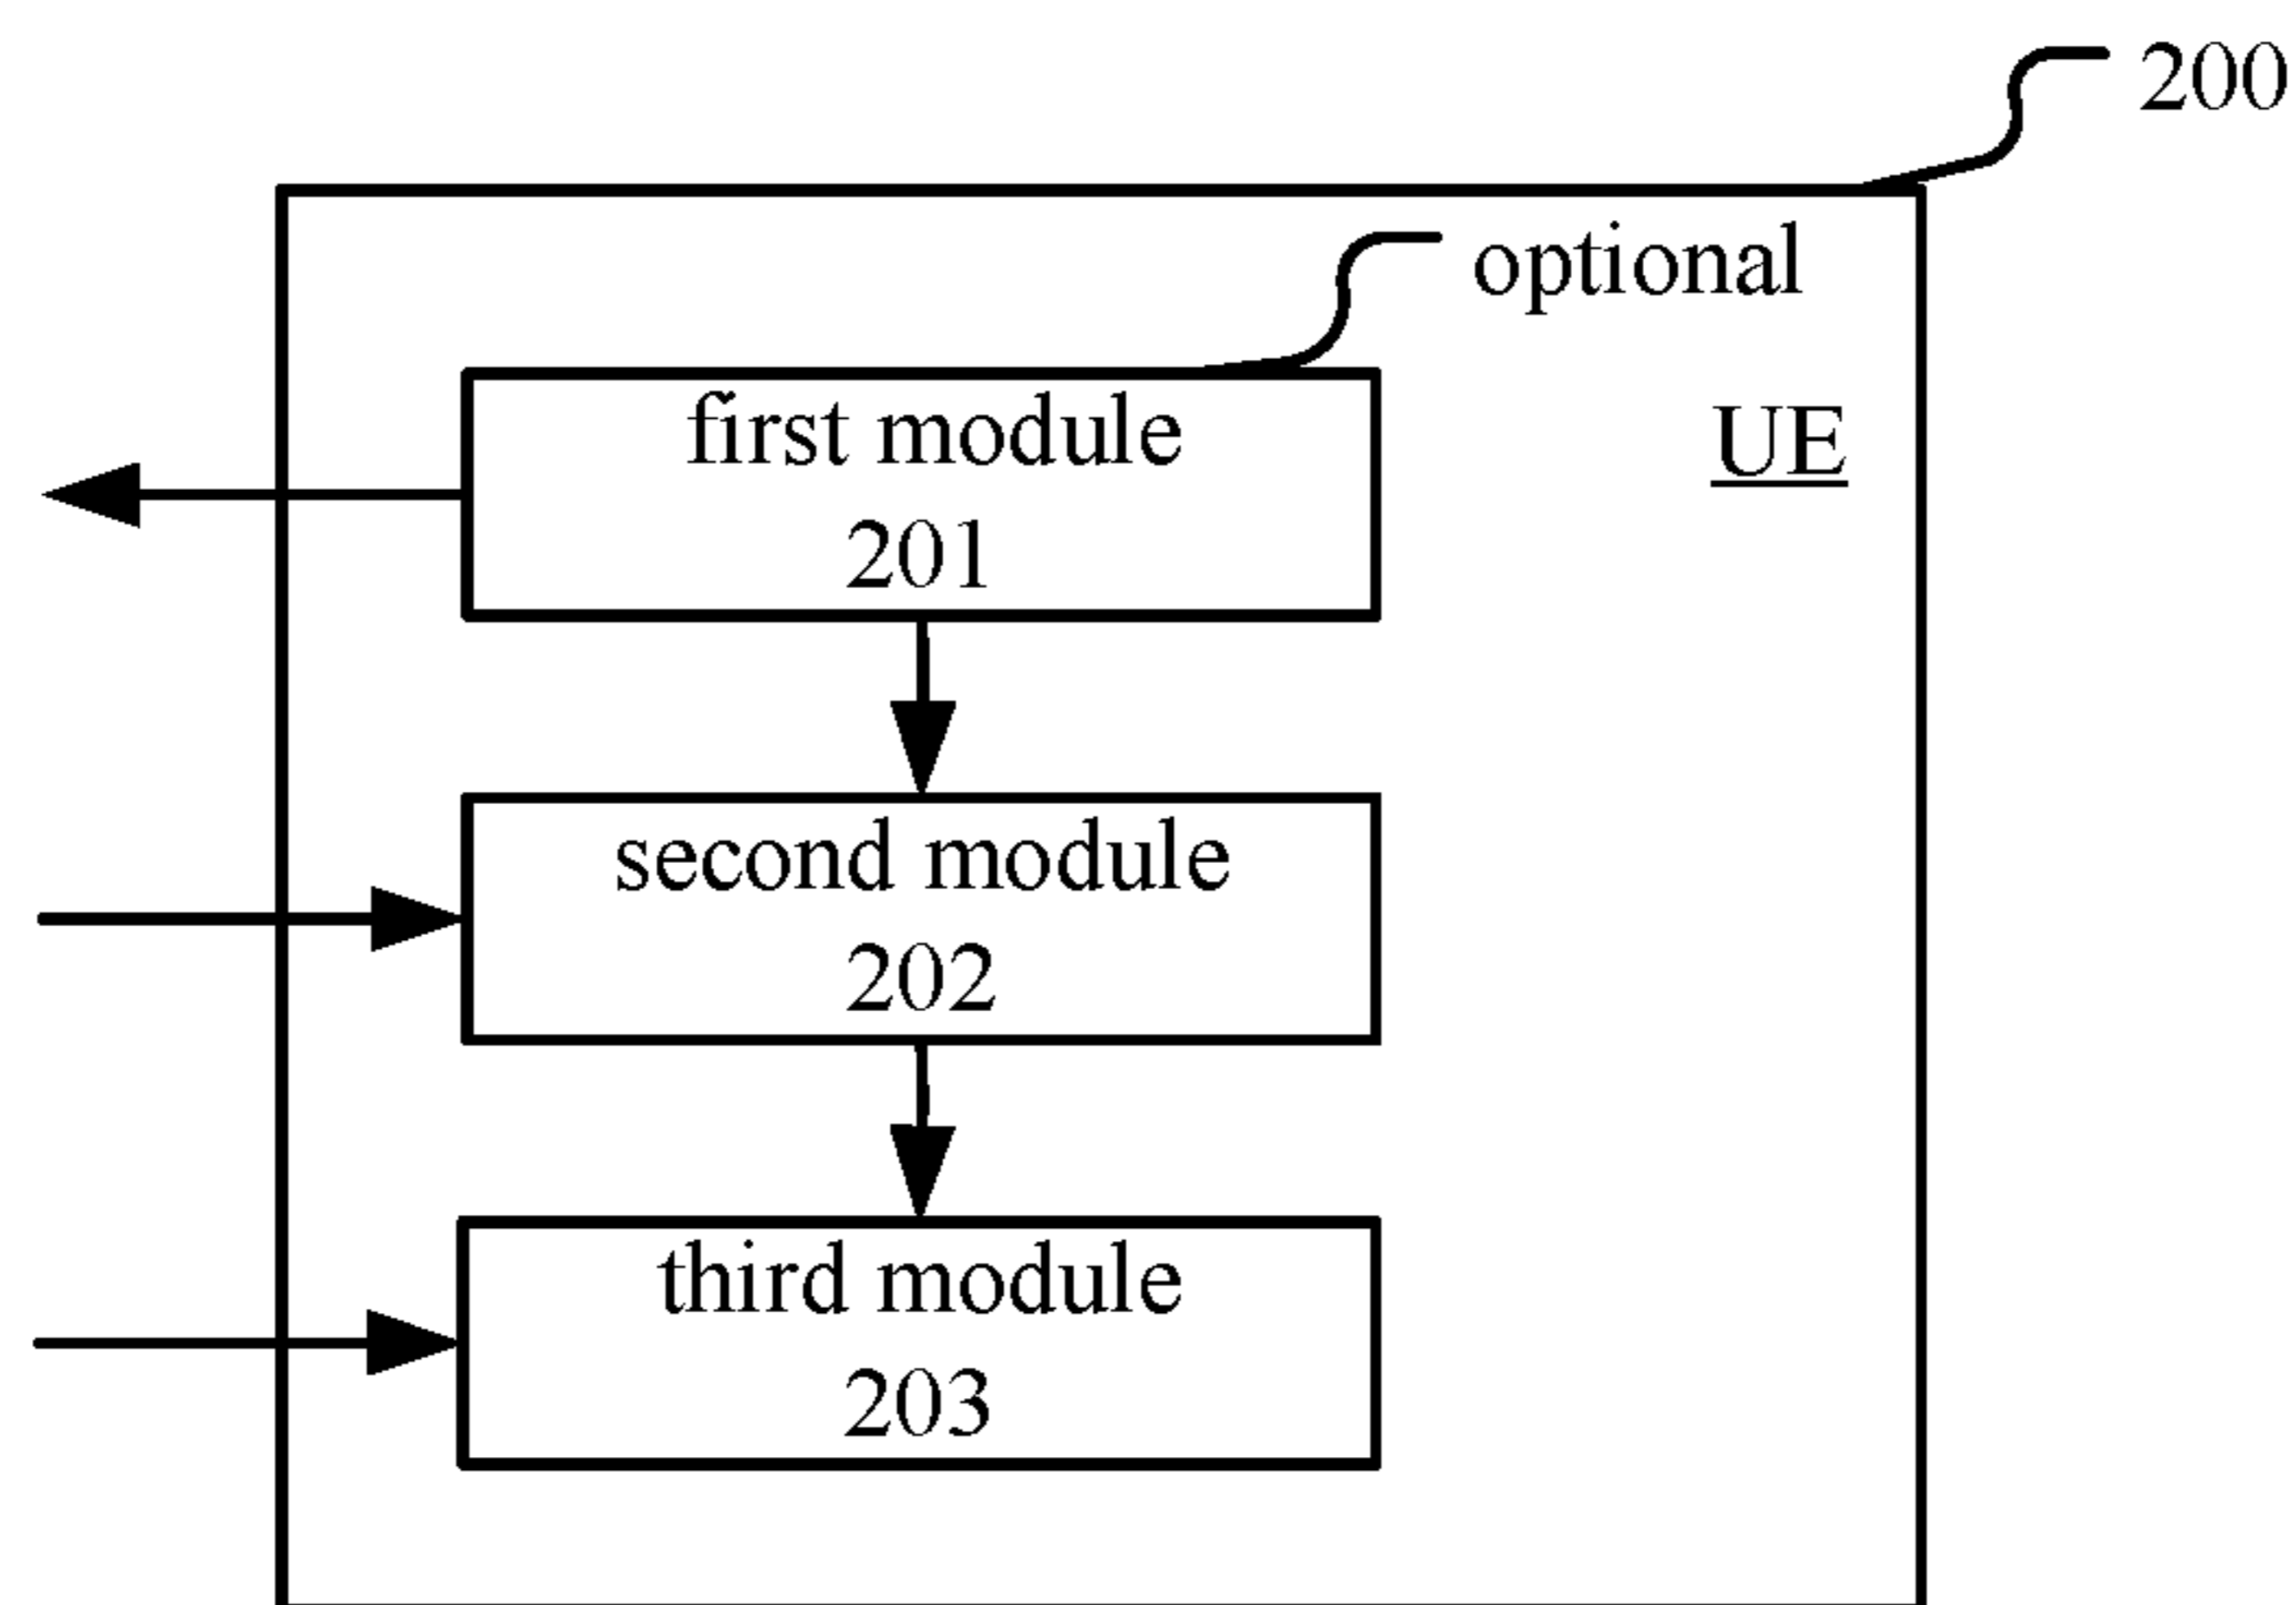 200
optional
first module
201
UE
second module
202
third module
203